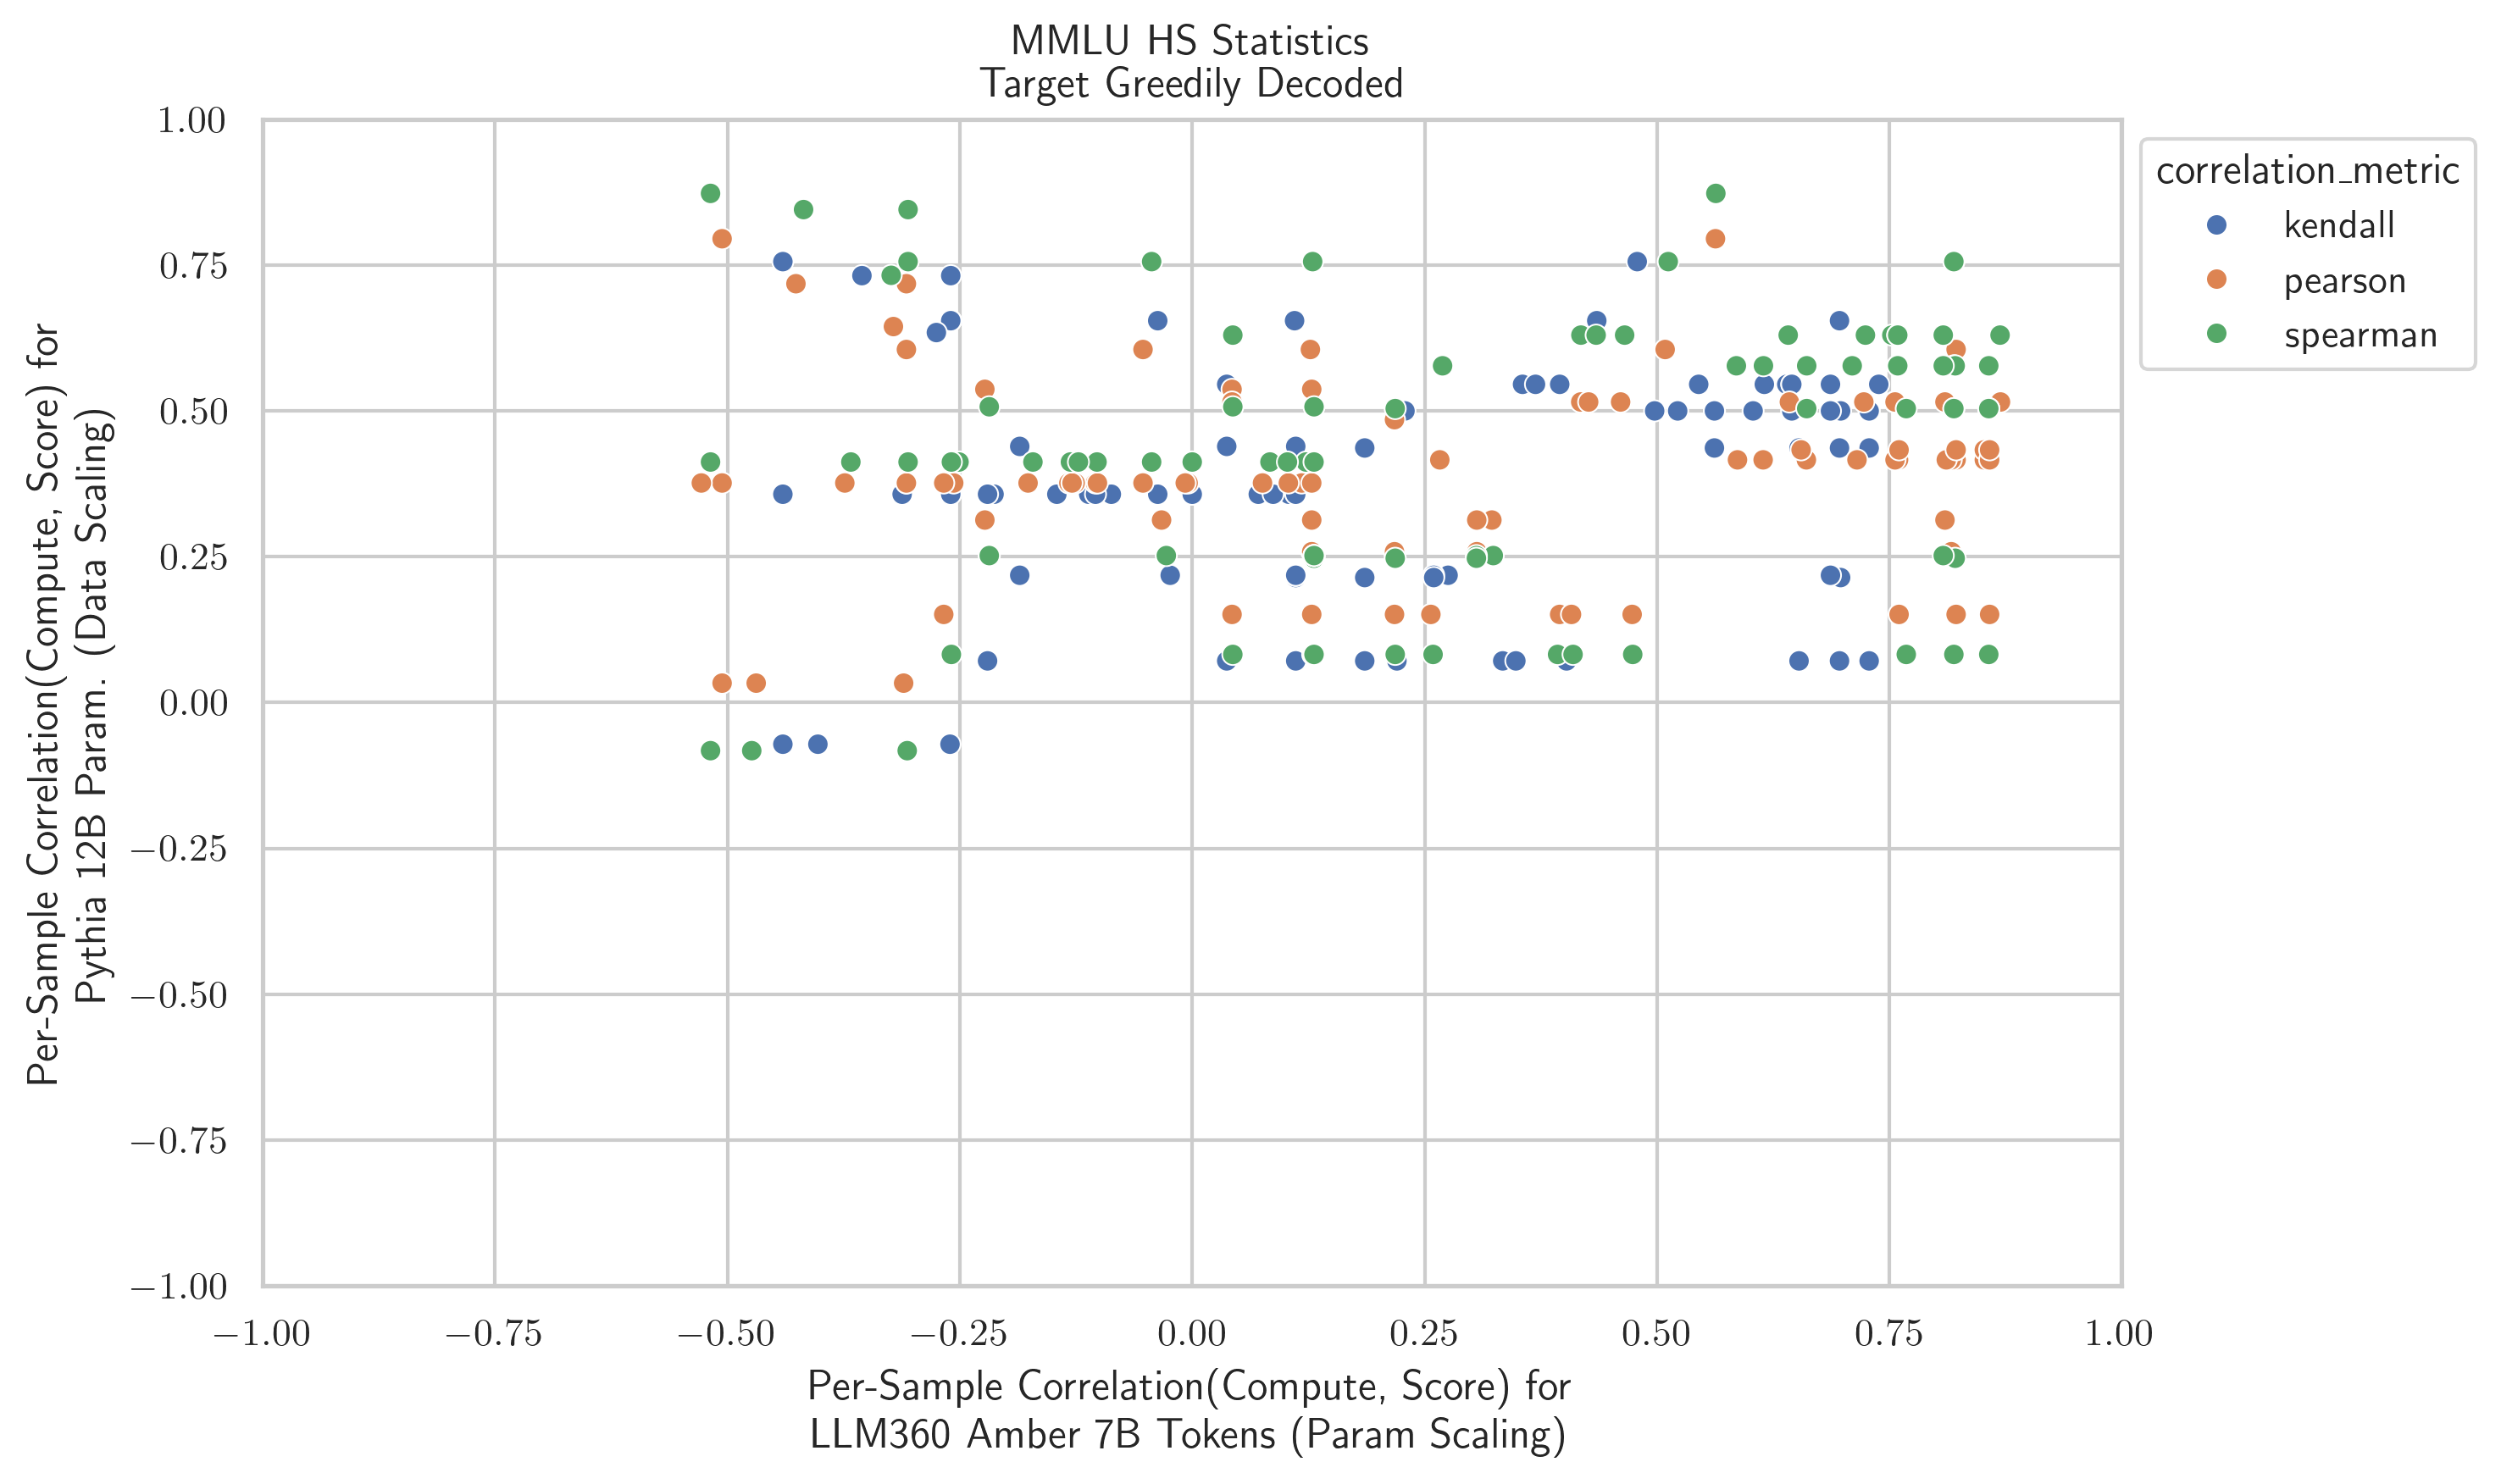 MMLU HS Statistics
Target Greedily Decoded
Per-Sample Correlation(Compute, Score) for
Pythia 12B Param. (Data Scaling)
1.00
0.75
0.50
0.25
0.00
−0.25
−0.50
−0.75
−1.00
−1.00 −0.75 −0.50 −0.25 0.00 0.25 0.50 0.75 1.00
Per-Sample Correlation(Compute, Score) for
LLM360 Amber 7B Tokens (Param Scaling)
correlation_metric
kendall
pearson
spearman